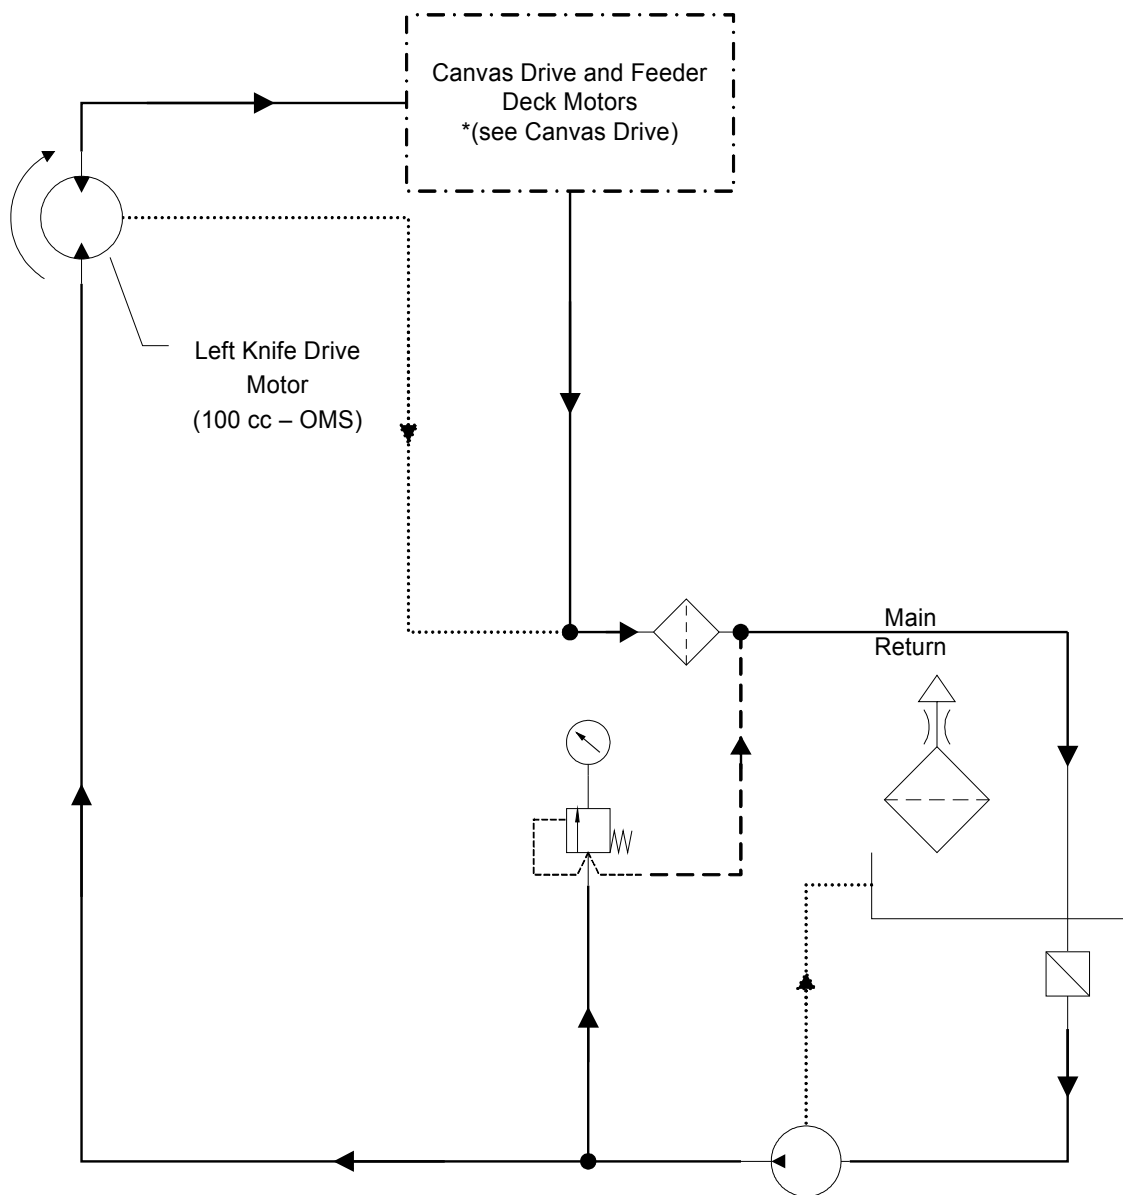 Canvas Drive and Feeder
Deck Motors
*(see Canvas Drive)
Left Knife Drive
Motor
(100 cc – OMS)
Main
Return